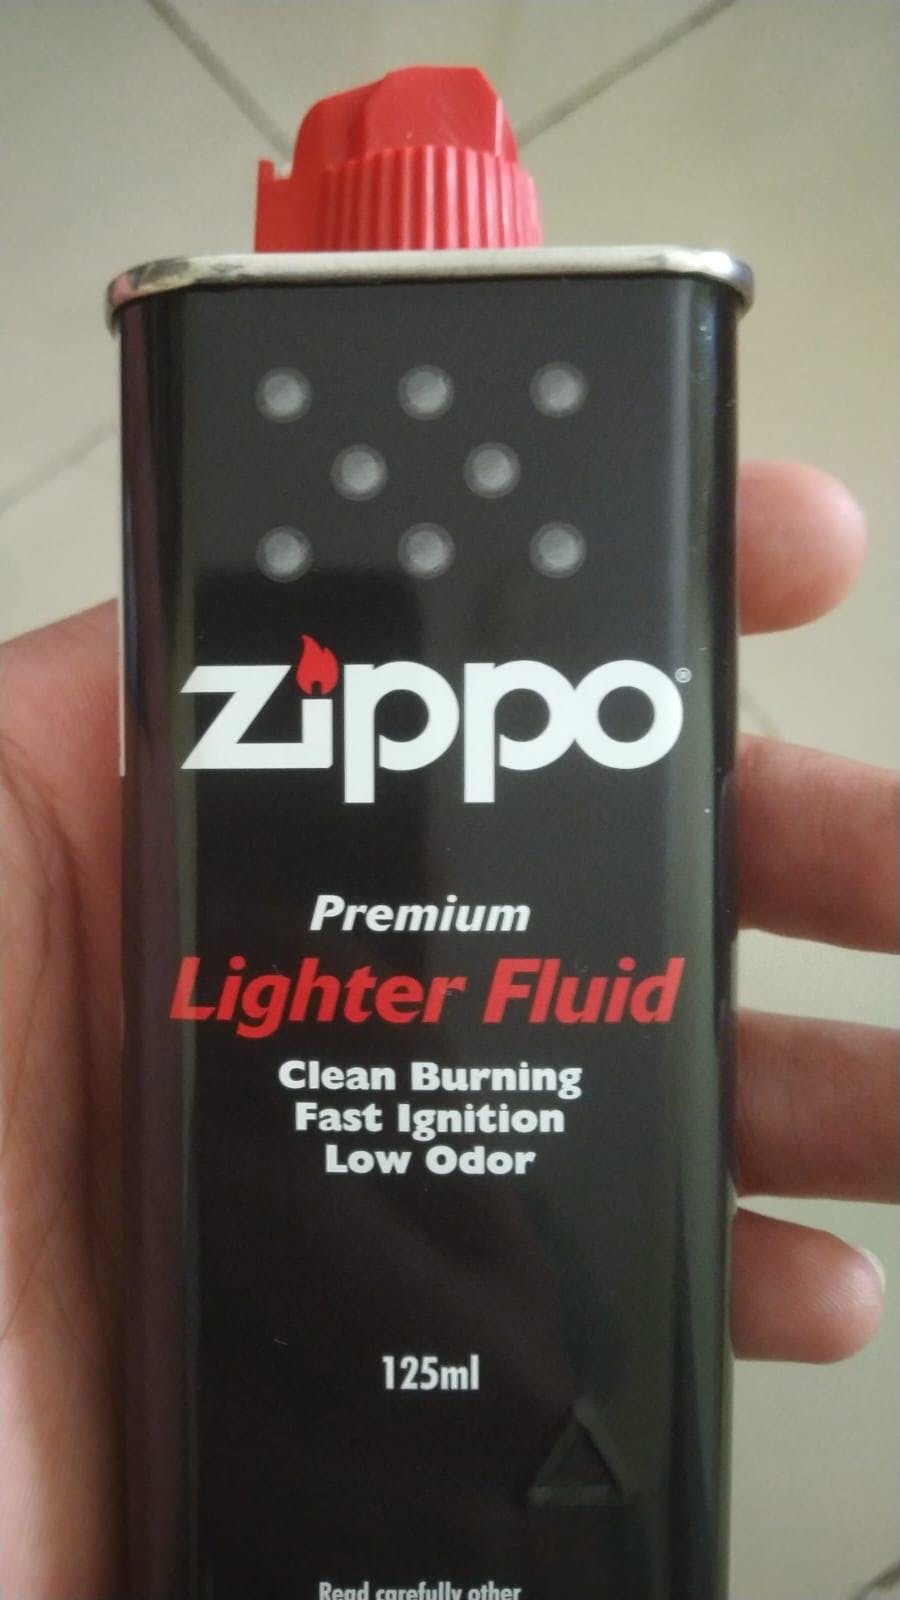 zippo®
Premium
Lighter Fluid
Clean Burning
Fast Ignition
Low Odor
125ml
Read carefully other